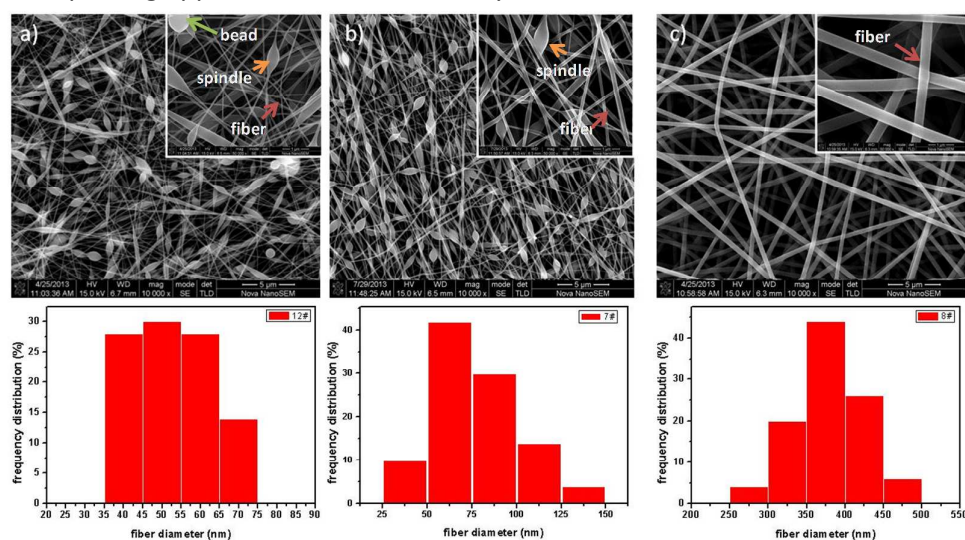 a)
bead
spindle
fiber
b)
spindle
fiber
c)
fiber
4/25/2013 HV WD mag mode det 5 µm
11:03:36 AM 15.0 kV 6.7 mm 10 000 x SE TLD Nova NanoSEM
7/29/2013 HV WD mag mode det 5 µm
11:48:25 AM 15.0 kV 6.5 mm 10 000 x SE TLD Nova NanoSEM
4/25/2013 HV WD mag mode det 5 µm
10:58:58 AM 15.0 kV 6.3 mm 10 000 x SE TLD Nova NanoSEM
12#
frequency distribution (%)
30
25
20
15
10
5
0
20 25 30 35 40 45 50 55 60 65 70 75 80 85 90
fiber diameter (nm)
7#
frequency distribution (%)
40
30
20
10
0
25 50 75 100 125 150
fiber diameter (nm)
8#
frequency distribution (%)
40
30
20
10
0
200 250 300 350 400 450 500 550
fiber diameter (nm)